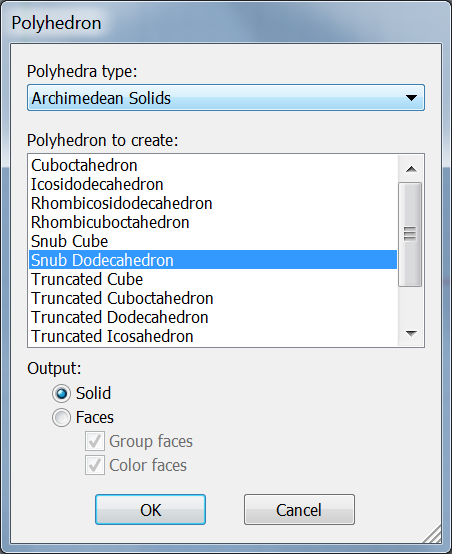 Polyhedron
Polyhedra type:
Archimedean Solids
Polyhedron to create:
Cuboctahedron
Icosidodecahedron
Rhombicosidodecahedron
Rhombicuboctahedron
Snub Cube
Snub Dodecahedron
Truncated Cube
Truncated Cuboctahedron
Truncated Dodecahedron
Truncated Icosahedron
Output:
Solid
Faces
Group faces
Color faces
OK Cancel